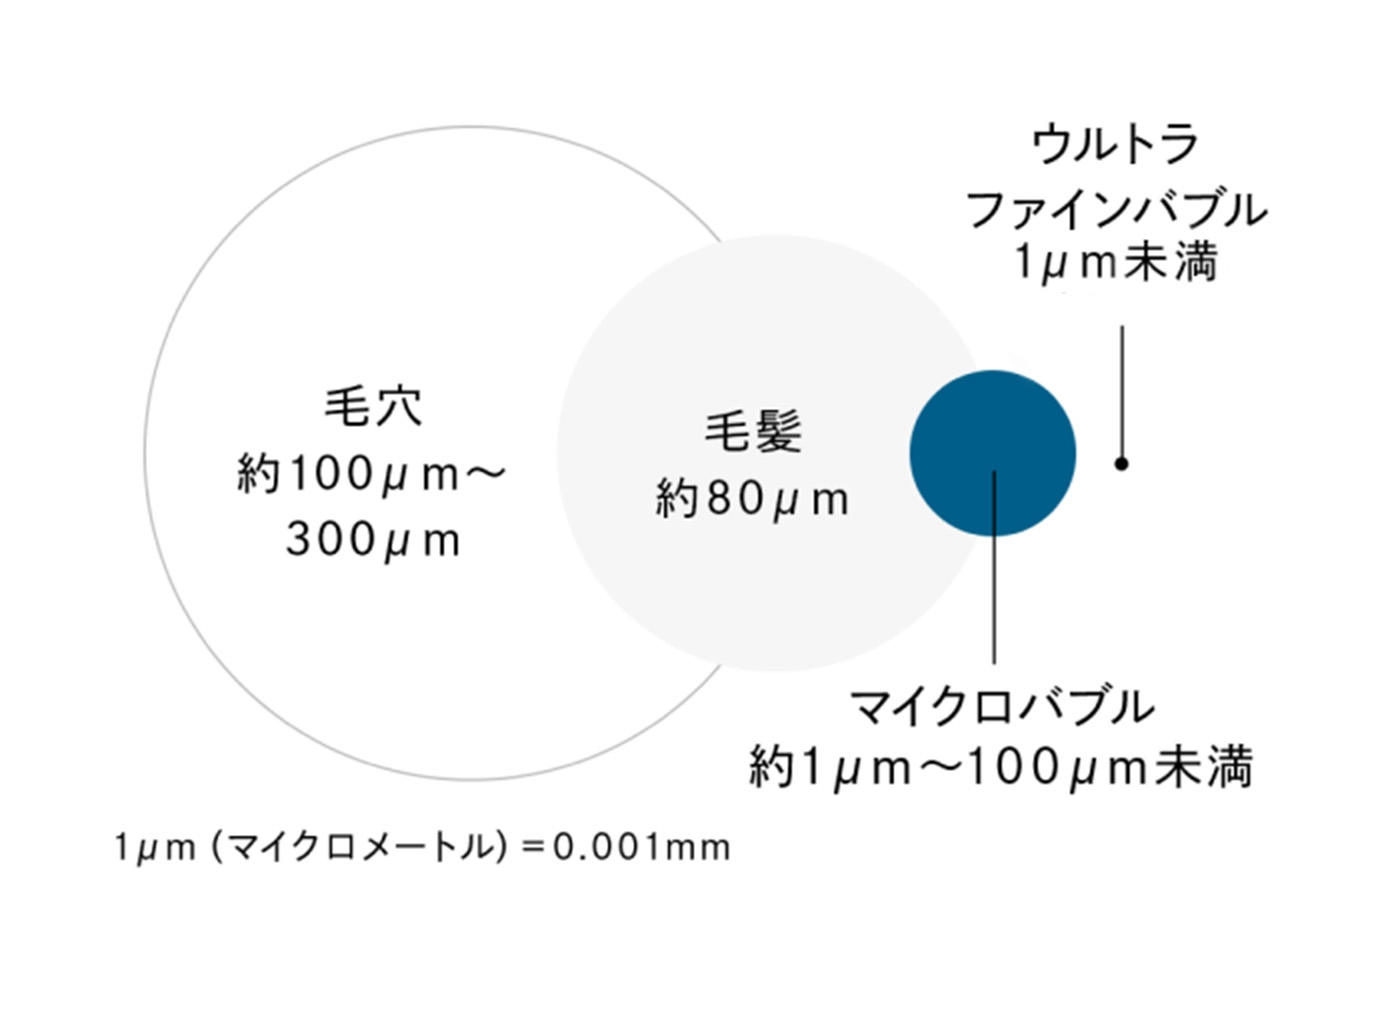 ウルトラ
ファインバブル
1μm未満
毛穴
約100μm～
300μm
毛髪
約80μm
マイクロバブル
約1μm～100μm未満
1μm（マイクロメートル）＝0.001mm